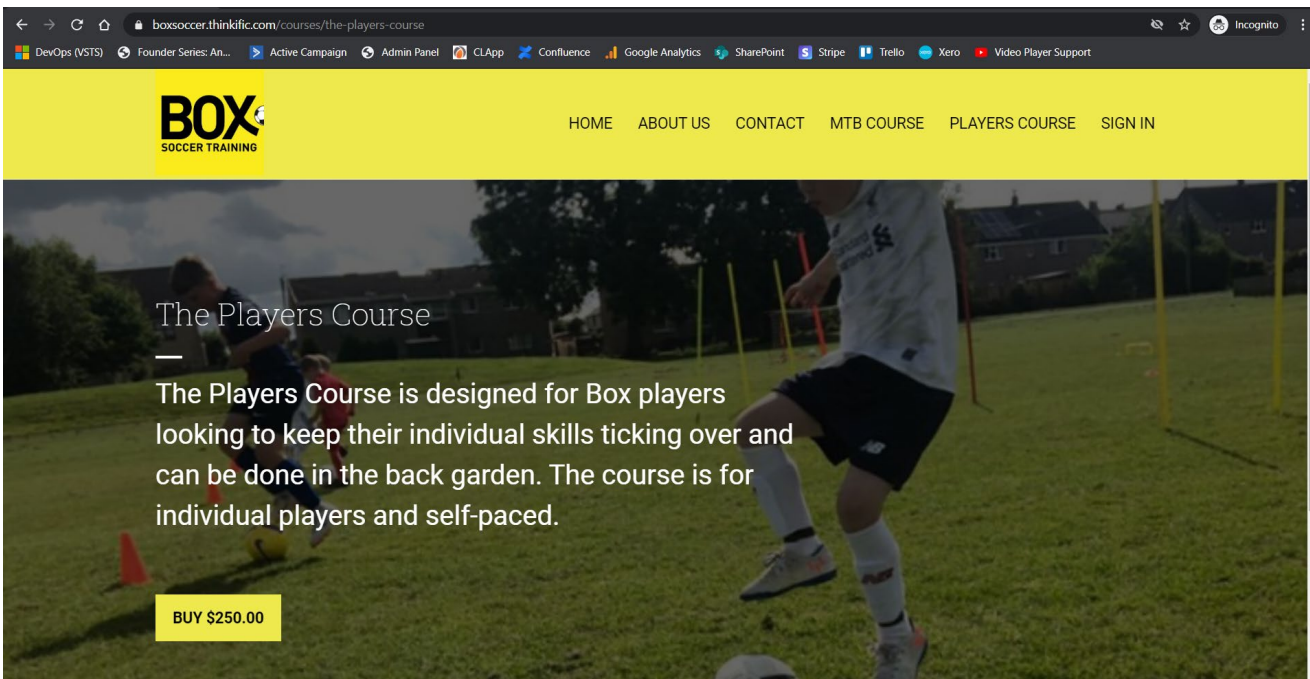 boxsoccer.thinkific.com/courses/the-players-course
Incognito
DevOps (VSTS) Founder Series: An... Active Campaign Admin Panel CLApp Confluence Google Analytics SharePoint Stripe Trello Xero Video Player Support
BOX
SOCCER TRAINING
HOME ABOUT US CONTACT MTB COURSE PLAYERS COURSE SIGN IN
The Players Course
The Players Course is designed for Box players
looking to keep their individual skills ticking over and
can be done in the back garden. The course is for
individual players and self-paced.
BUY $250.00